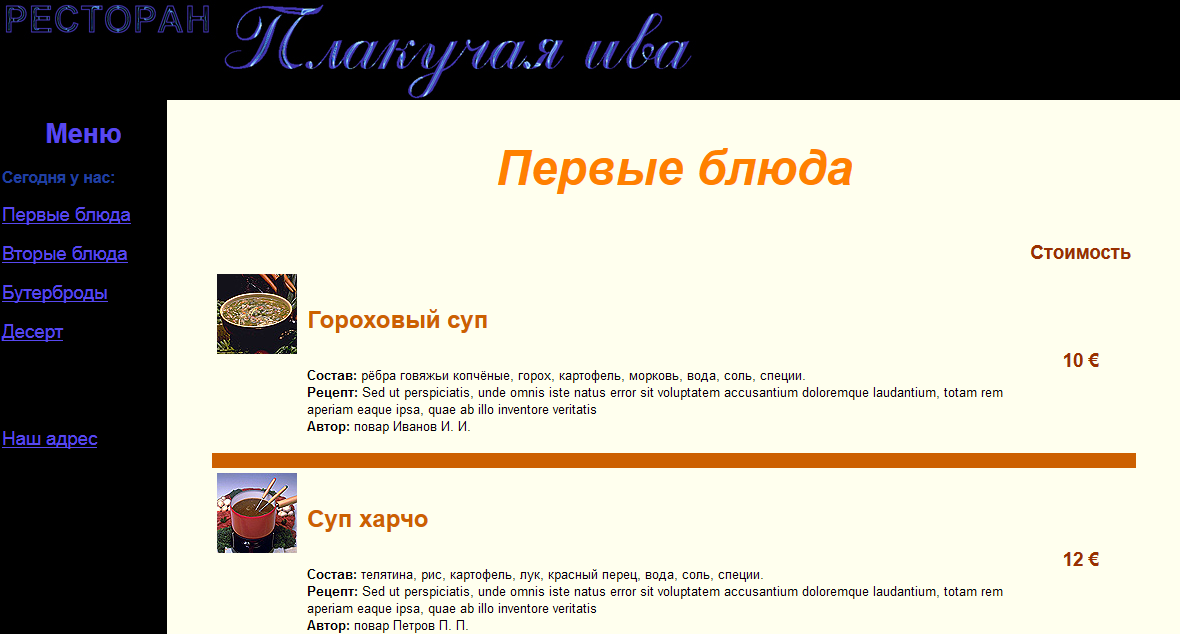 РЕСТОРАН Плакучая ива
Меню
Сегодня у нас:
Первые блюда
Вторые блюда
Бутерброды
Десерт
Наш адрес
Первые блюда
Стоимость
Гороховый суп
10 €
Состав: рёбра говяжьи копчёные, горох, картофель, морковь, вода, соль, специи.
Рецепт: Sed ut perspiciatis, unde omnis iste natus error sit voluptatem accusantium doloremque laudantium, totam rem
aperiam eaque ipsa, quae ab illo inventore veritatis
Автор: повар Иванов И. И.
Суп харчо
12 €
Состав: телятина, рис, картофель, лук, красный перец, вода, соль, специи.
Рецепт: Sed ut perspiciatis, unde omnis iste natus error sit voluptatem accusantium doloremque laudantium, totam rem
aperiam eaque ipsa, quae ab illo inventore veritatis
Автор: повар Петров П. П.